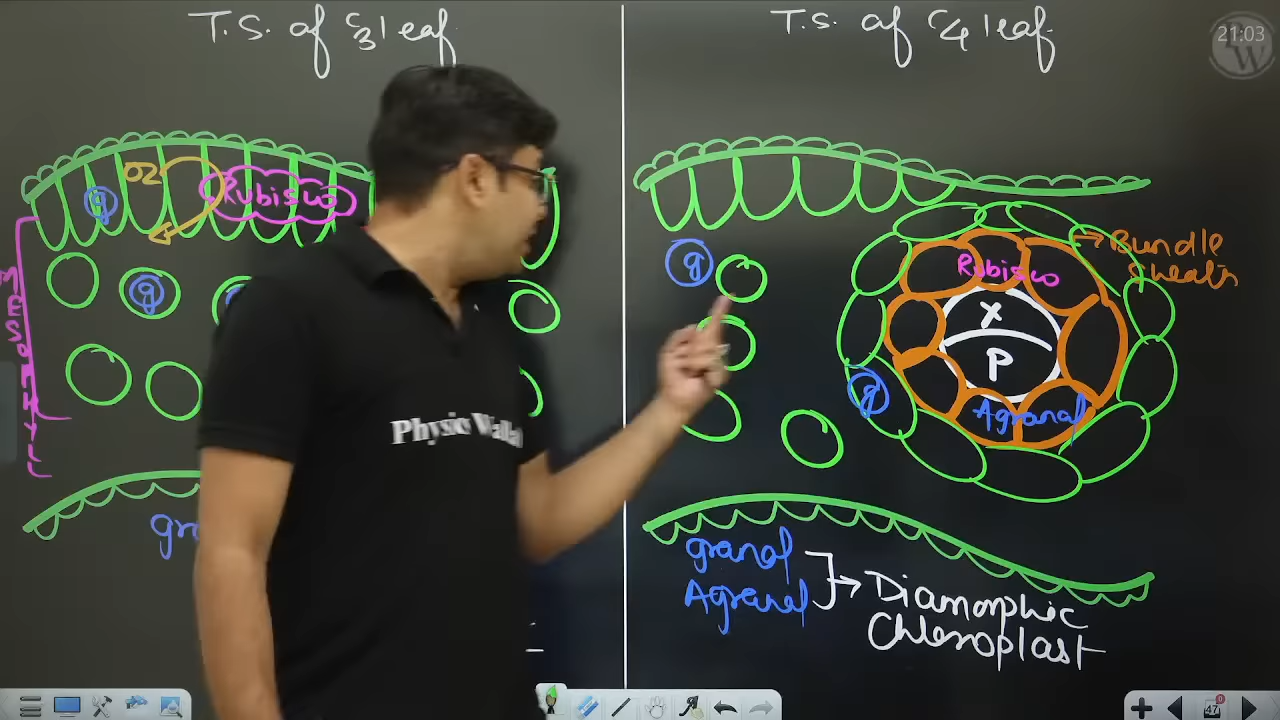 T.S. of C3 leaf
T.S. of C4 leaf
21:03
O2
Rubisco
g
g
g
Bundle
sheath
Rubisco
X
P
g
Agranal
granal
Agranal
Diamorphic
Chloroplast
Physics Wallah
47